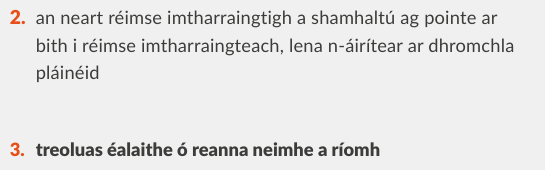 2. an neart réimse imtharraingtigh a shamhaltú ag pointe ar
bith i réimse imtharraingteach, lena n-áirítear ar dhromchla
pláinéid
3. treoluas éalaithe ó reanna neimhe a ríomh